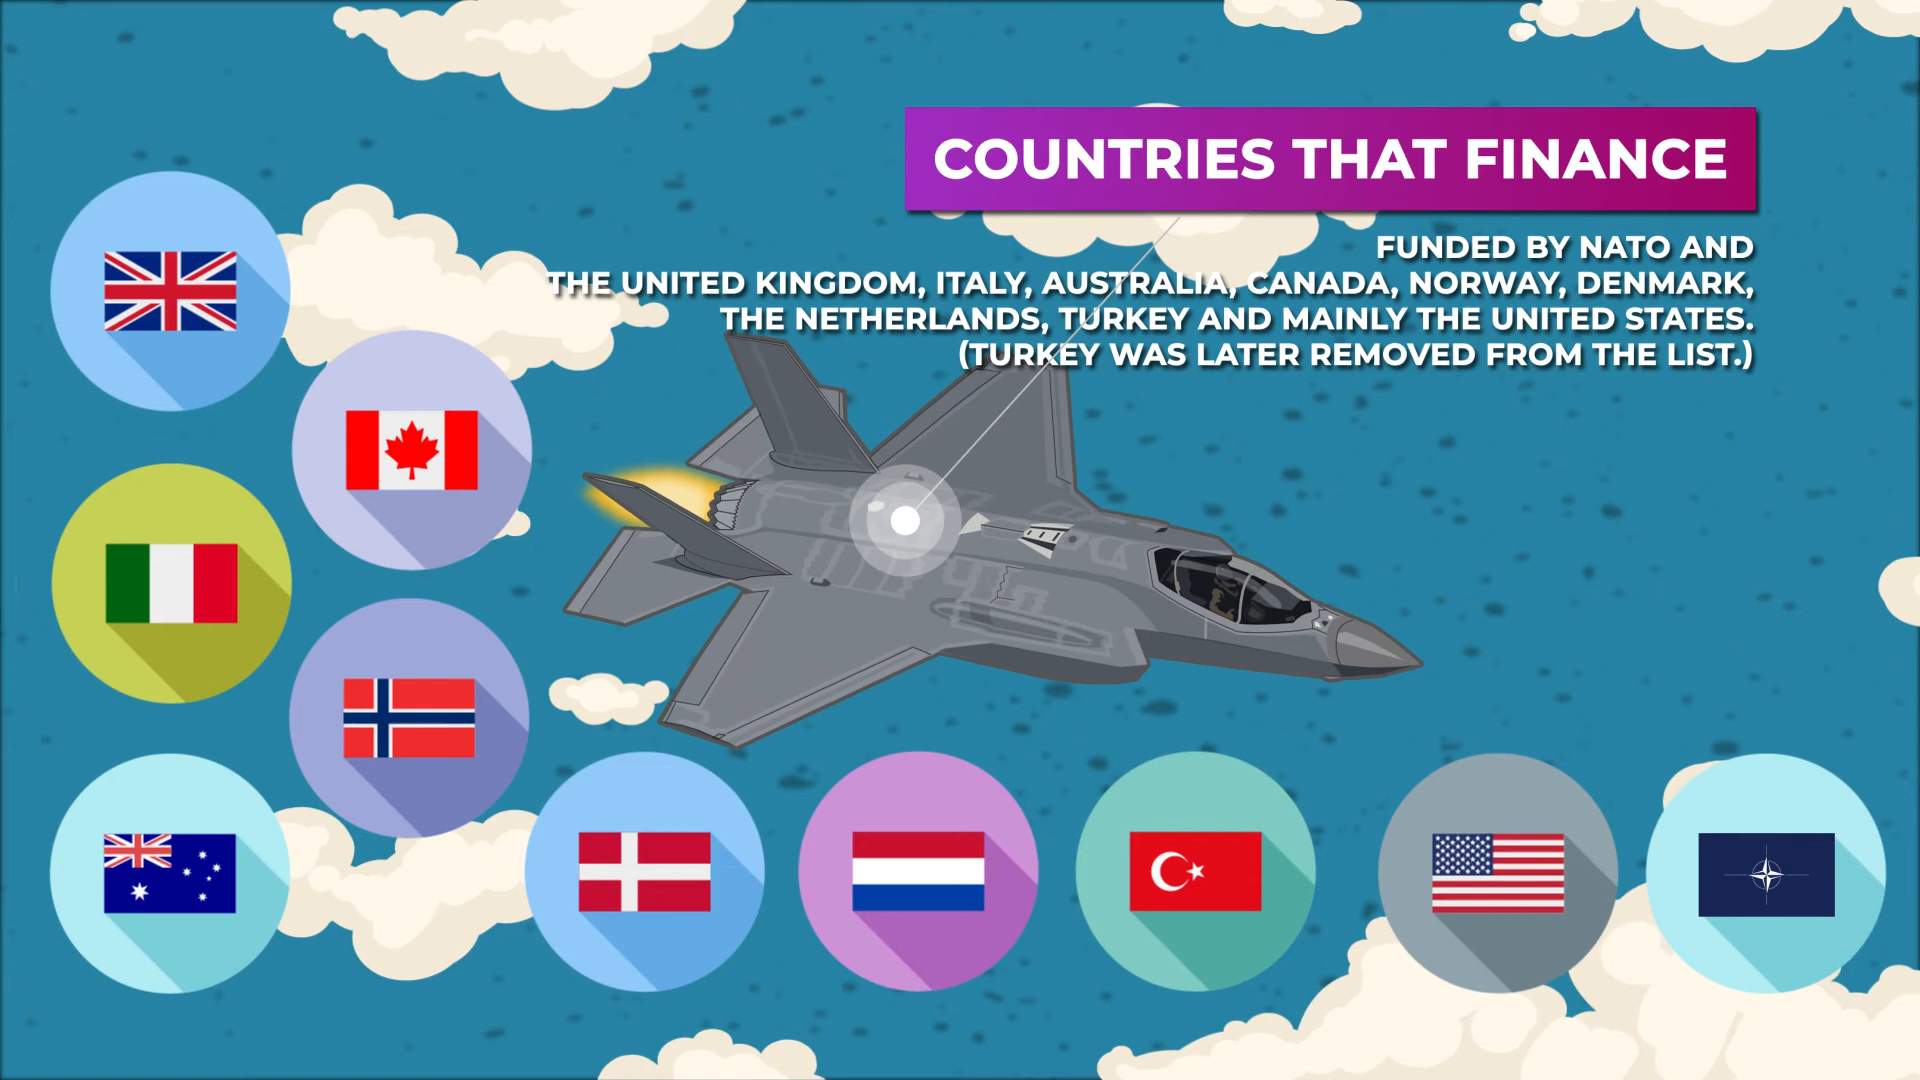 COUNTRIES THAT FINANCE
FUNDED BY NATO AND
THE UNITED KINGDOM, ITALY, AUSTRALIA, CANADA, NORWAY, DENMARK,
THE NETHERLANDS, TURKEY AND MAINLY THE UNITED STATES.
(TURKEY WAS LATER REMOVED FROM THE LIST.)